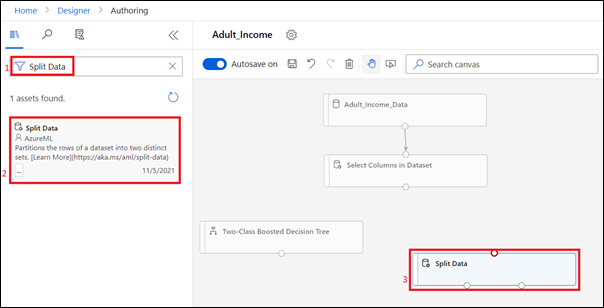 Home > Designer > Authoring
Adult_Income
1 Split Data
Autosave on
Search canvas
1 assets found.
2
Split Data
AzureML
Partitions the rows of a dataset into two distinct
sets. [Learn More](https://aka.ms/aml/split-data)
...
11/5/2021
Adult_Income_Data
Select Columns in Dataset
Two-Class Boosted Decision Tree
3 Split Data